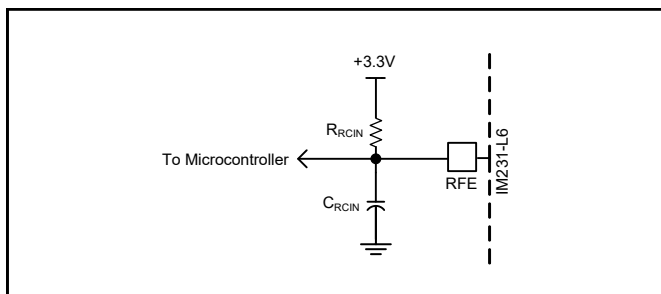 +3.3V
RRCIN
To Microcontroller
RFE
IM231-L6
CRCIN